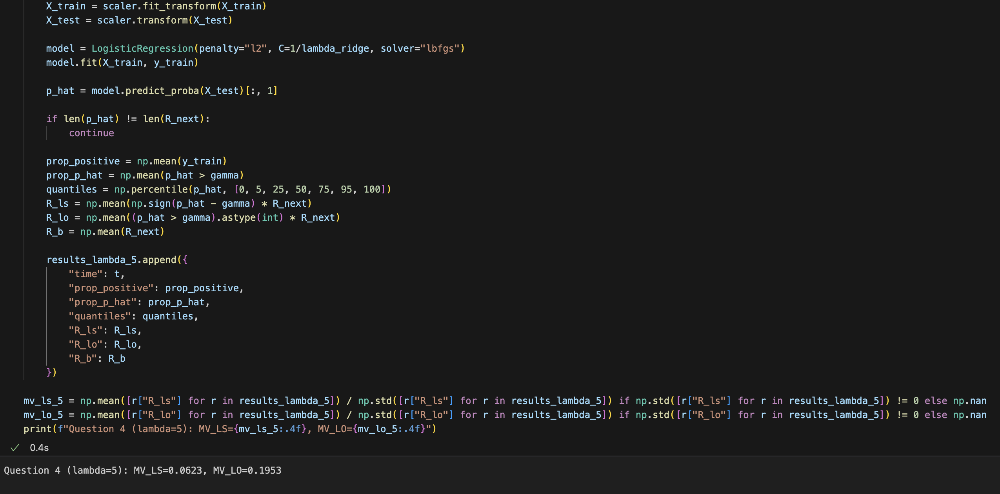 X_train = scaler.fit_transform(X_train)
X_test = scaler.transform(X_test)
model = LogisticRegression(penalty="l2", C=1/lambda_ridge, solver="lbfgs")
model.fit(X_train, y_train)
p_hat = model.predict_proba(X_test)[:, 1]
if len(p_hat) != len(R_next):
continue
prop_positive = np.mean(y_train)
prop_p_hat = np.mean(p_hat > gamma)
quantiles = np.percentile(p_hat, [0, 5, 25, 50, 75, 95, 100])
R_ls = np.mean(np.sign(p_hat - gamma) * R_next)
R_lo = np.mean((p_hat > gamma).astype(int) * R_next)
R_b = np.mean(R_next)
results_lambda_5.append({
"time": t,
"prop_positive": prop_positive,
"prop_p_hat": prop_p_hat,
"quantiles": quantiles,
"R_ls": R_ls,
"R_lo": R_lo,
"R_b": R_b
})
mv_ls_5 = np.mean([r["R_ls"] for r in results_lambda_5]) / np.std([r["R_ls"] for r in results_lambda_5]) if np.std([r["R_ls"] for r in results_lambda_5]) != 0 else np.nan
mv_lo_5 = np.mean([r["R_lo"] for r in results_lambda_5]) / np.std([r["R_lo"] for r in results_lambda_5]) if np.std([r["R_lo"] for r in results_lambda_5]) != 0 else np.nan
print(f"Question 4 (lambda=5): MV_LS={mv_ls_5:.4f}, MV_LO={mv_lo_5:.4f}")
0.4s
Question 4 (lambda=5): MV_LS=0.0623, MV_LO=0.1953